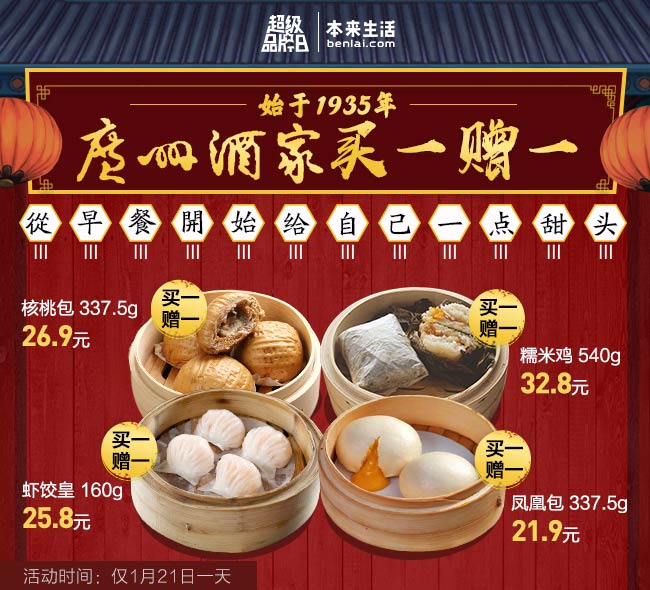 超级品牌日 本来生活
benlai.com
始于1935年
廣州酒家买一赠一
從早餐開始给自己一点甜头
核桃包 337.5g
26.9元
买一赠一
糯米鸡 540g
32.8元
买一赠一
虾饺皇 160g
25.8元
买一赠一
凤凰包 337.5g
21.9元
买一赠一
活动时间：仅1月21日一天